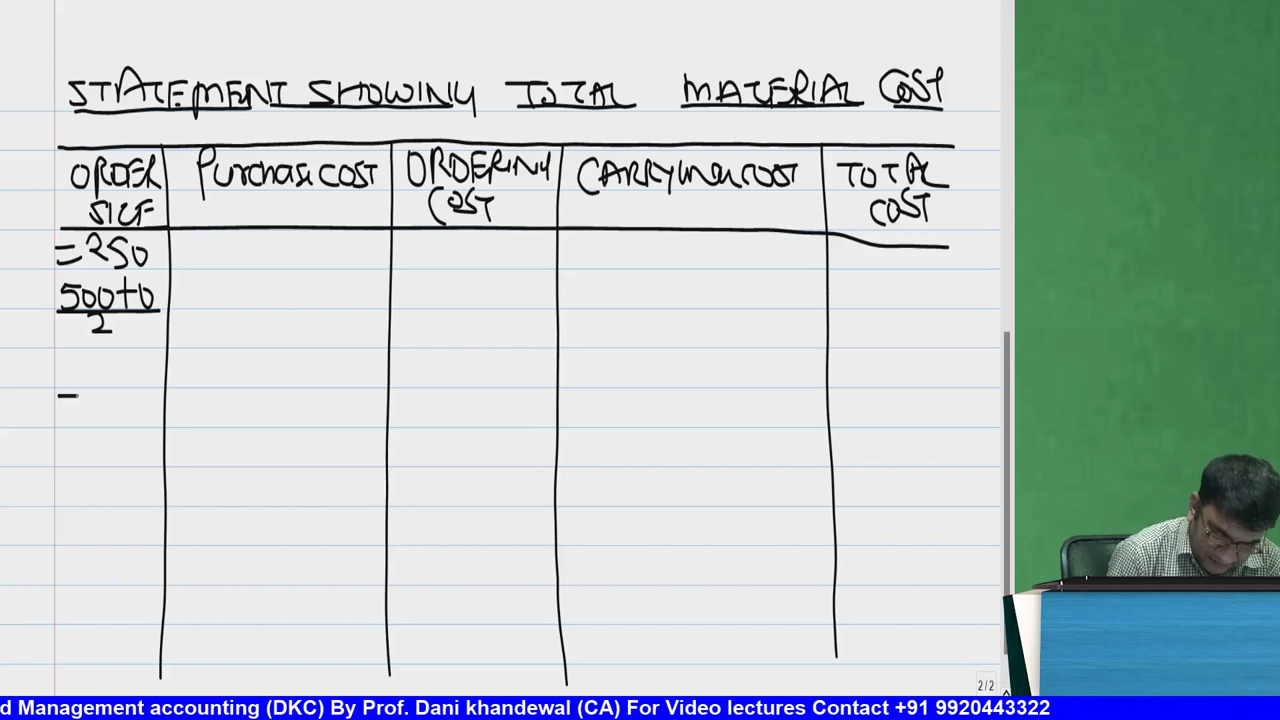 STATEMENT SHOWING TOTAL MATERIAL COST
ORDER SIZE
PURCHASE COST
ORDERING COST
CARRYING COST
TOTAL COST
=250
500+0
2
-
2/2
d Management accounting (DKC) By Prof. Dani khandewal (CA) For Video lectures Contact +91 9920443322